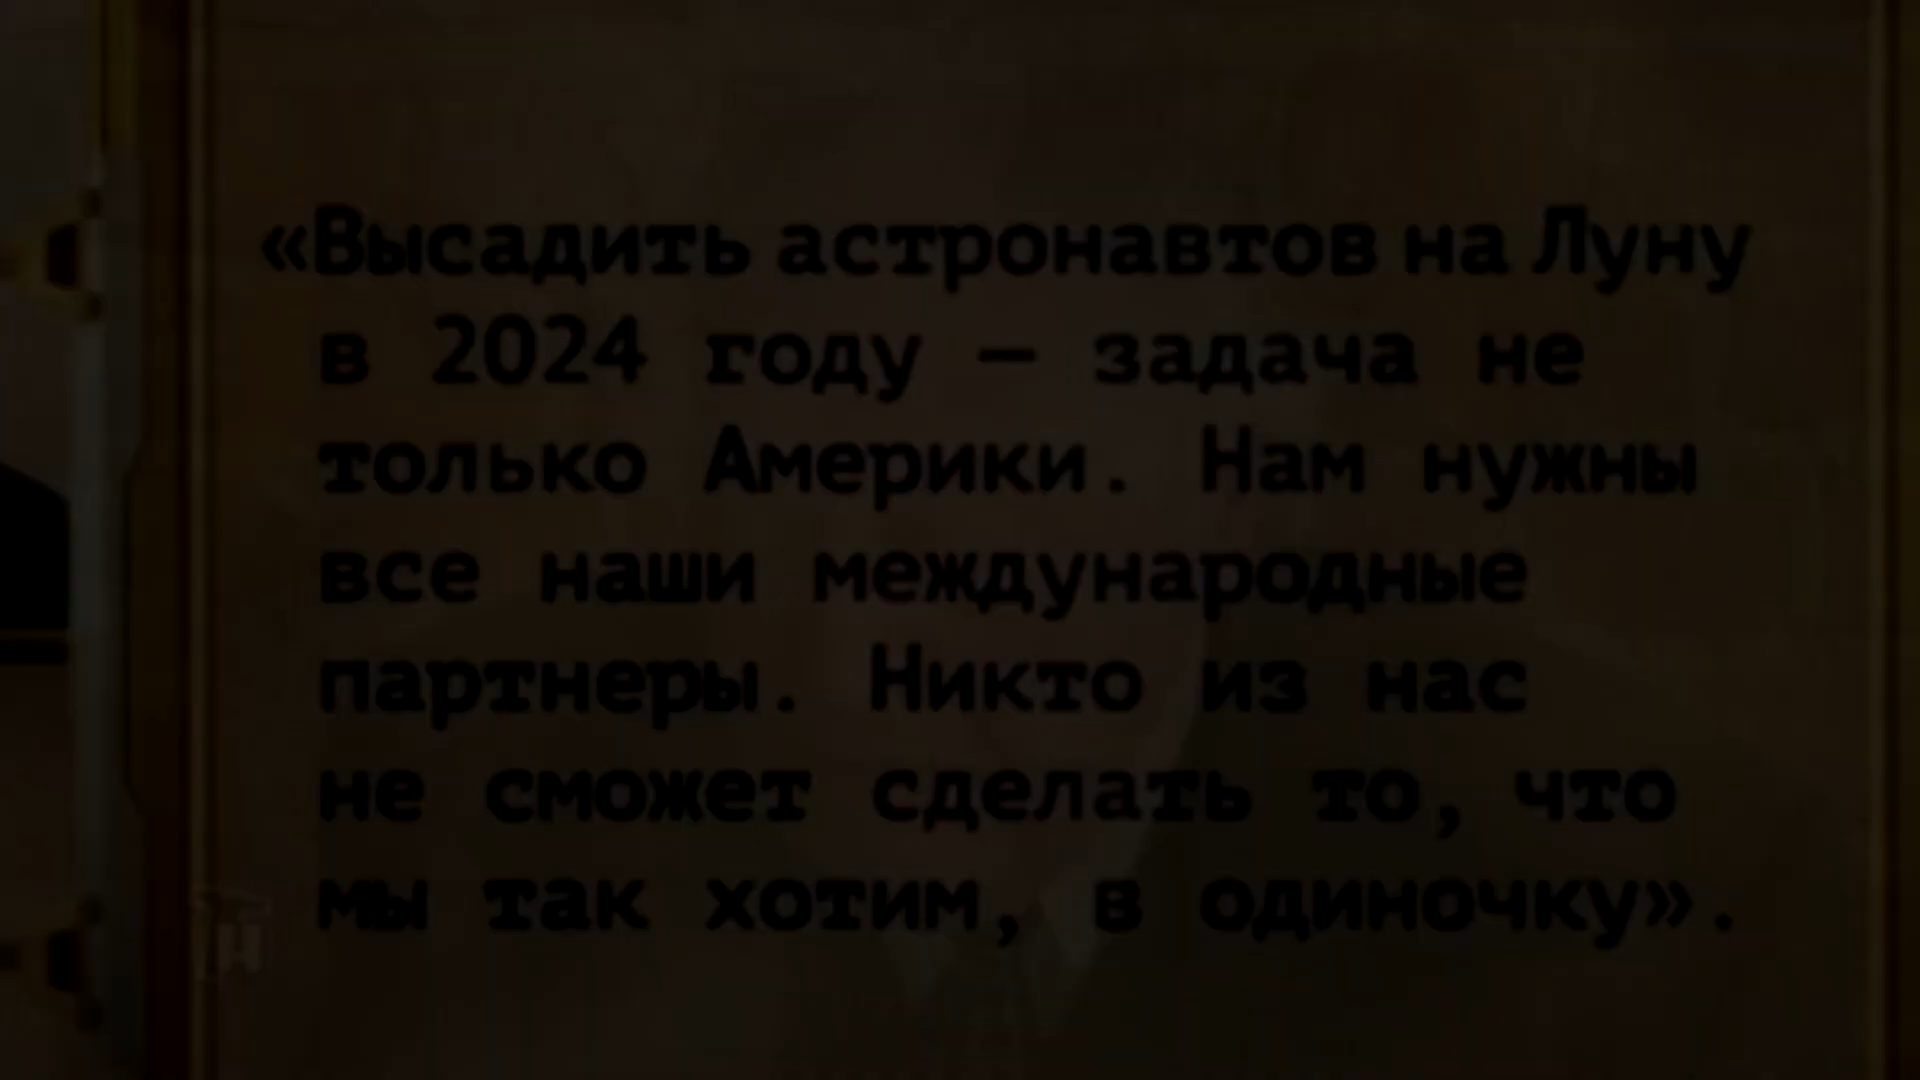 «Высадить астронавтов на Луну
в 2024 году — задача не
только Америки. Нам нужны
все наши международные
партнеры. Никто из нас
не сможет сделать то, что
мы так хотим, в одиночку».